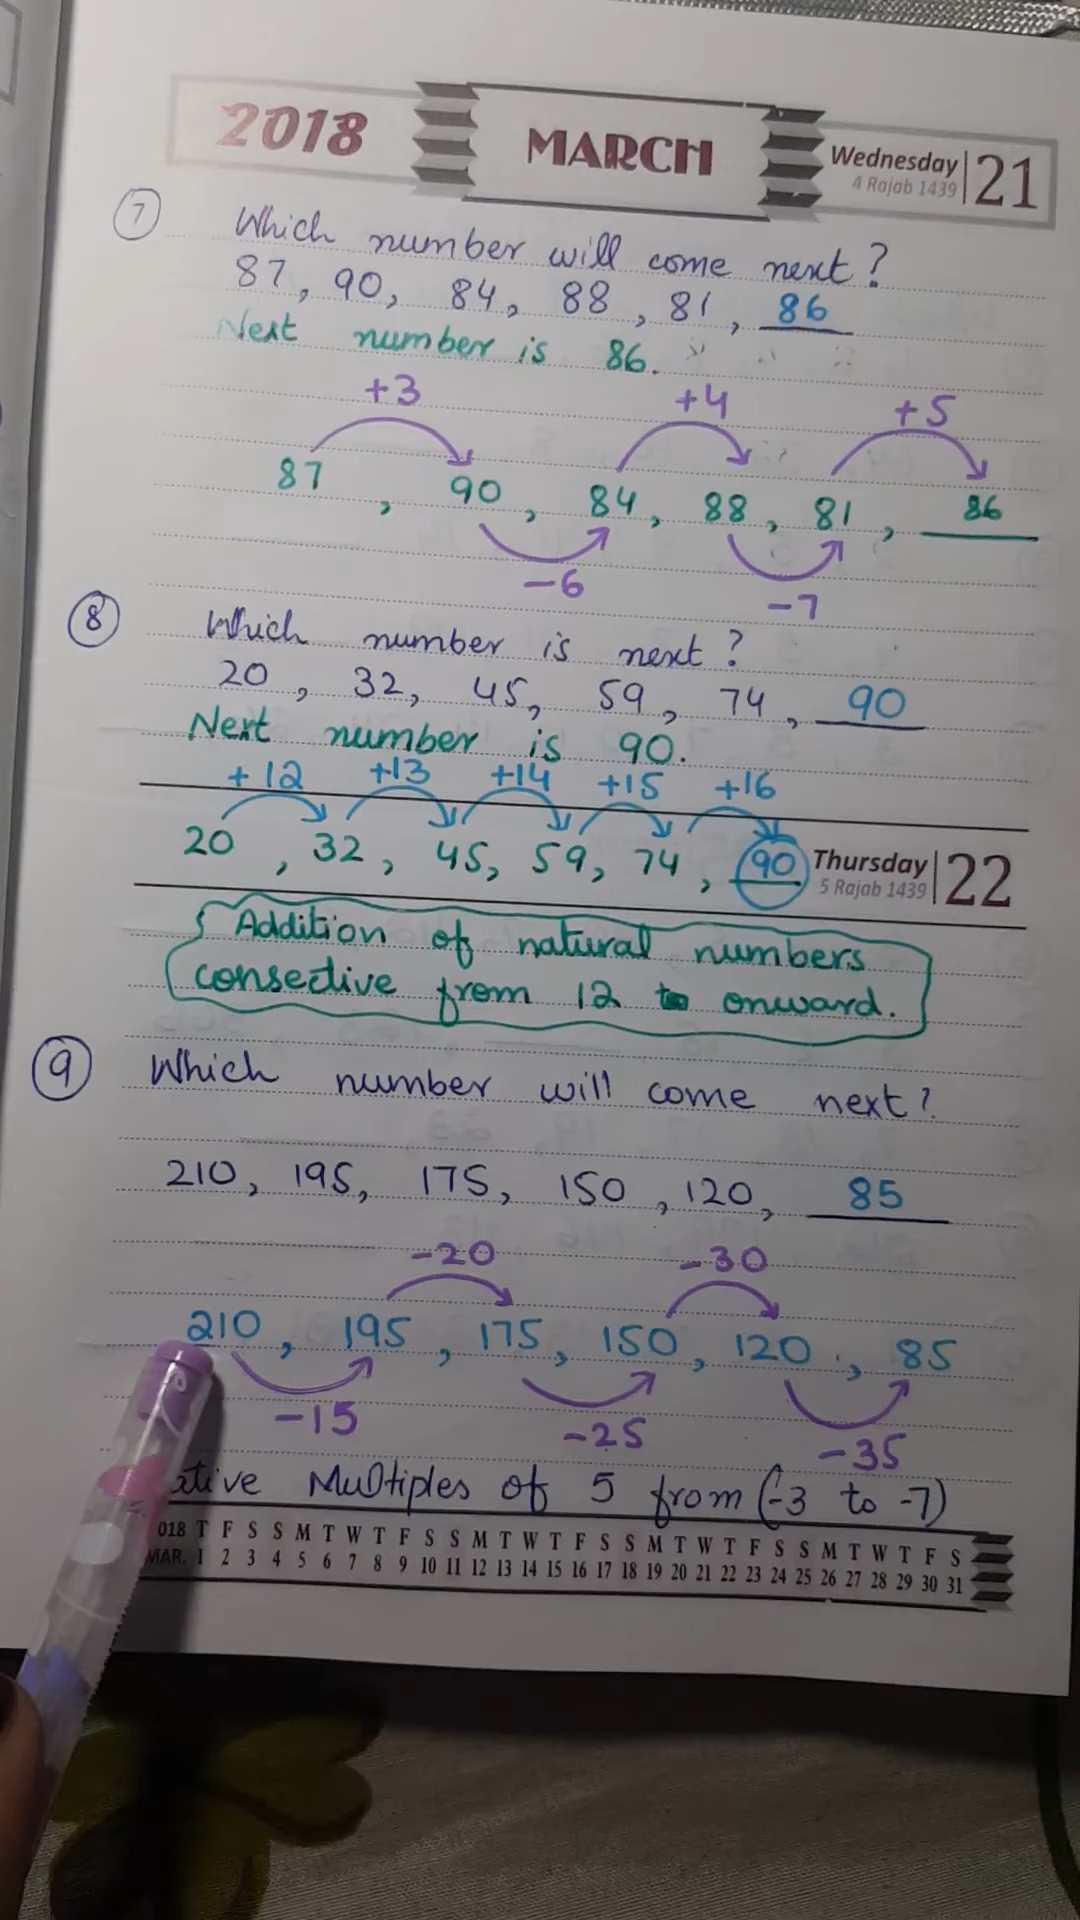 2018 MARCH Wednesday 21
4 Rajab 1439
7 Which number will come next?
87, 90, 84, 88, 81, 86
Next number is 86.
+3 +4 +5
87, 90, 84, 88, 81, 86
-6 -7
8 Which number is next?
20, 32, 45, 59, 74, 90
Next number is 90.
+12 +13 +14 +15 +16
20, 32, 45, 59, 74, 90
Thursday 22
5 Rajab 1439
Addition of natural numbers
consective from 12 to onward.
9 Which number will come next?
210, 195, 175, 150, 120, 85
-20 -30
210, 195, 175, 150, 120, 85
-15 -25 -35
Multiples of 5 from (-3 to -7)
018 T F S S M T W T F S S M T W T F S S M T W T F S S M T W T F S
MAR. 1 2 3 4 5 6 7 8 9 10 11 12 13 14 15 16 17 18 19 20 21 22 23 24 25 26 27 28 29 30 31